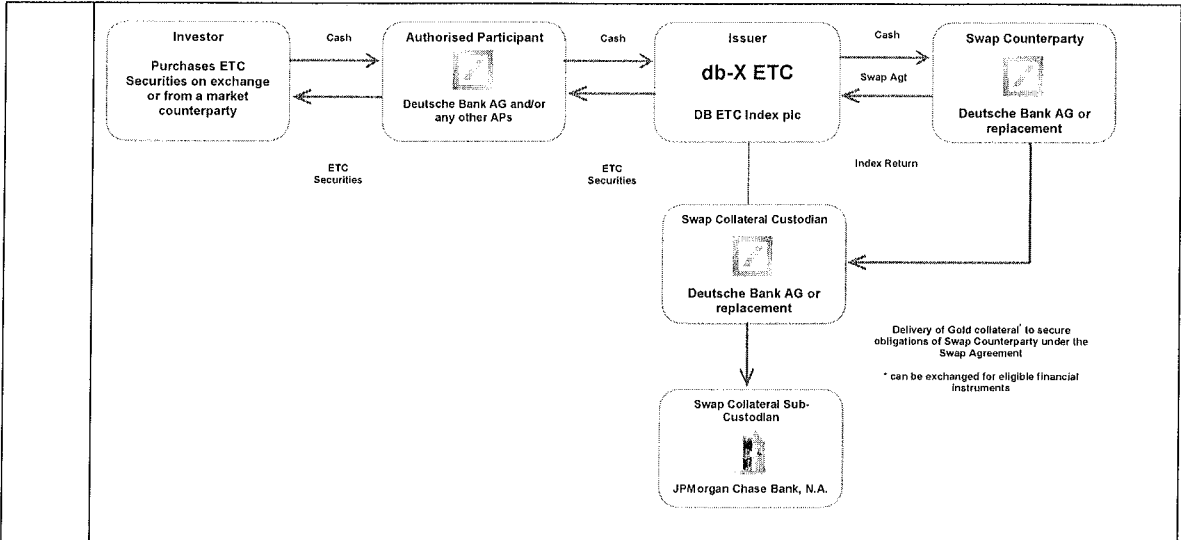 Investor
Purchases ETC
Securities on exchange
or from a market
counterparty
Cash
Authorised Participant
Deutsche Bank AG and/or
any other APs
Cash
Issuer
db-X ETC
DB ETC Index plc
Cash
Swap Agt
Swap Counterparty
Deutsche Bank AG or
replacement
ETC
Securities
ETC
Securities
Index Return
Swap Collateral Custodian
Deutsche Bank AG or
replacement
Delivery of Gold collateral* to secure
obligations of Swap Counterparty under the
Swap Agreement
* can be exchanged for eligible financial
instruments
Swap Collateral Sub-
Custodian
JPMorgan Chase Bank, N.A.